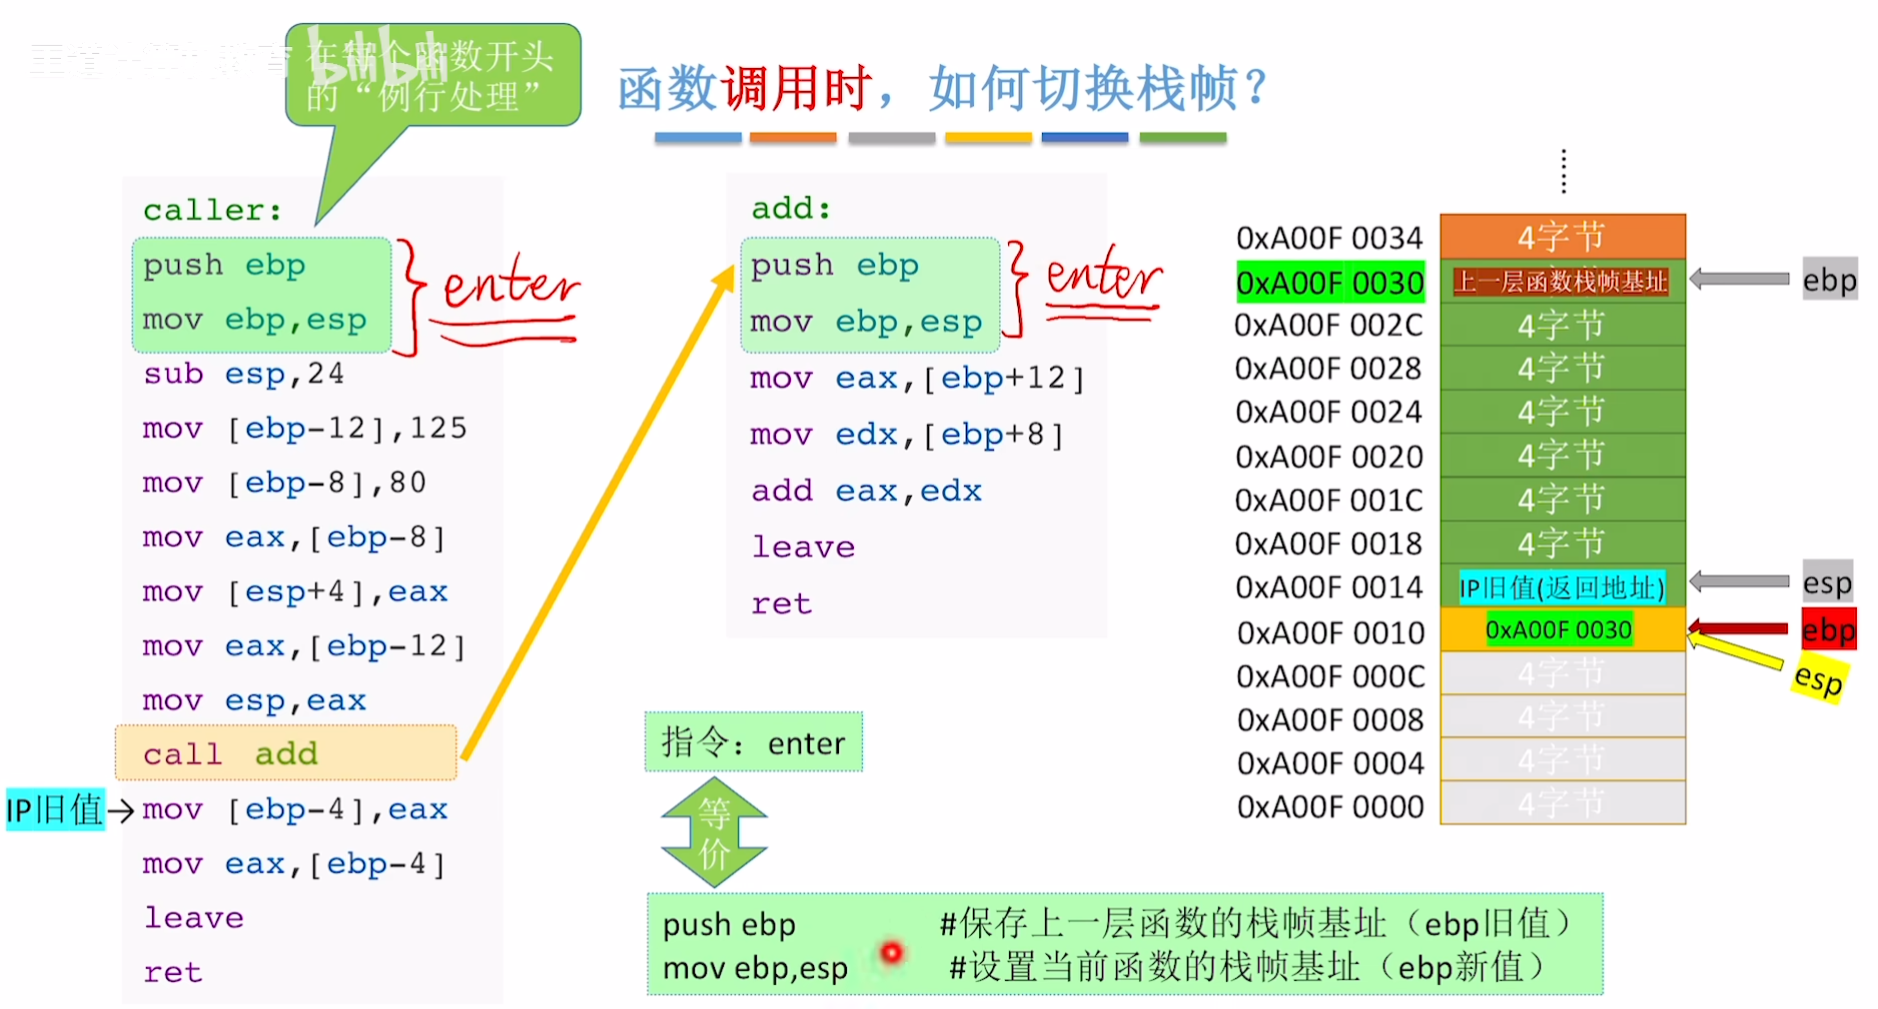 在每个函数开头
的“例行处理”
bilibili
函数调用时，如何切换栈帧？
caller:
push ebp
mov ebp,esp
enter
sub esp,24
mov [ebp-12],125
mov [ebp-8],80
mov eax,[ebp-8]
mov [esp+4],eax
mov eax,[ebp-12]
mov esp,eax
call add
IP旧值→mov [ebp-4],eax
mov eax,[ebp-4]
leave
ret
add:
push ebp
mov ebp,esp
enter
mov eax,[ebp+12]
mov edx,[ebp+8]
add eax,edx
leave
ret
指令：enter
等
价
push ebp #保存上一层函数的栈帧基址（ebp旧值）
mov ebp,esp #设置当前函数的栈帧基址（ebp新值）
0xA00F 0034 4字节
0xA00F 0030 上一层函数栈帧基址 ebp
0xA00F 002C 4字节
0xA00F 0028 4字节
0xA00F 0024 4字节
0xA00F 0020 4字节
0xA00F 001C 4字节
0xA00F 0018 4字节
0xA00F 0014 IP旧值(返回地址) esp
0xA00F 0010 0xA00F 0030 ebp
esp
0xA00F 000C 4字节
0xA00F 0008 4字节
0xA00F 0004 4字节
0xA00F 0000 4字节